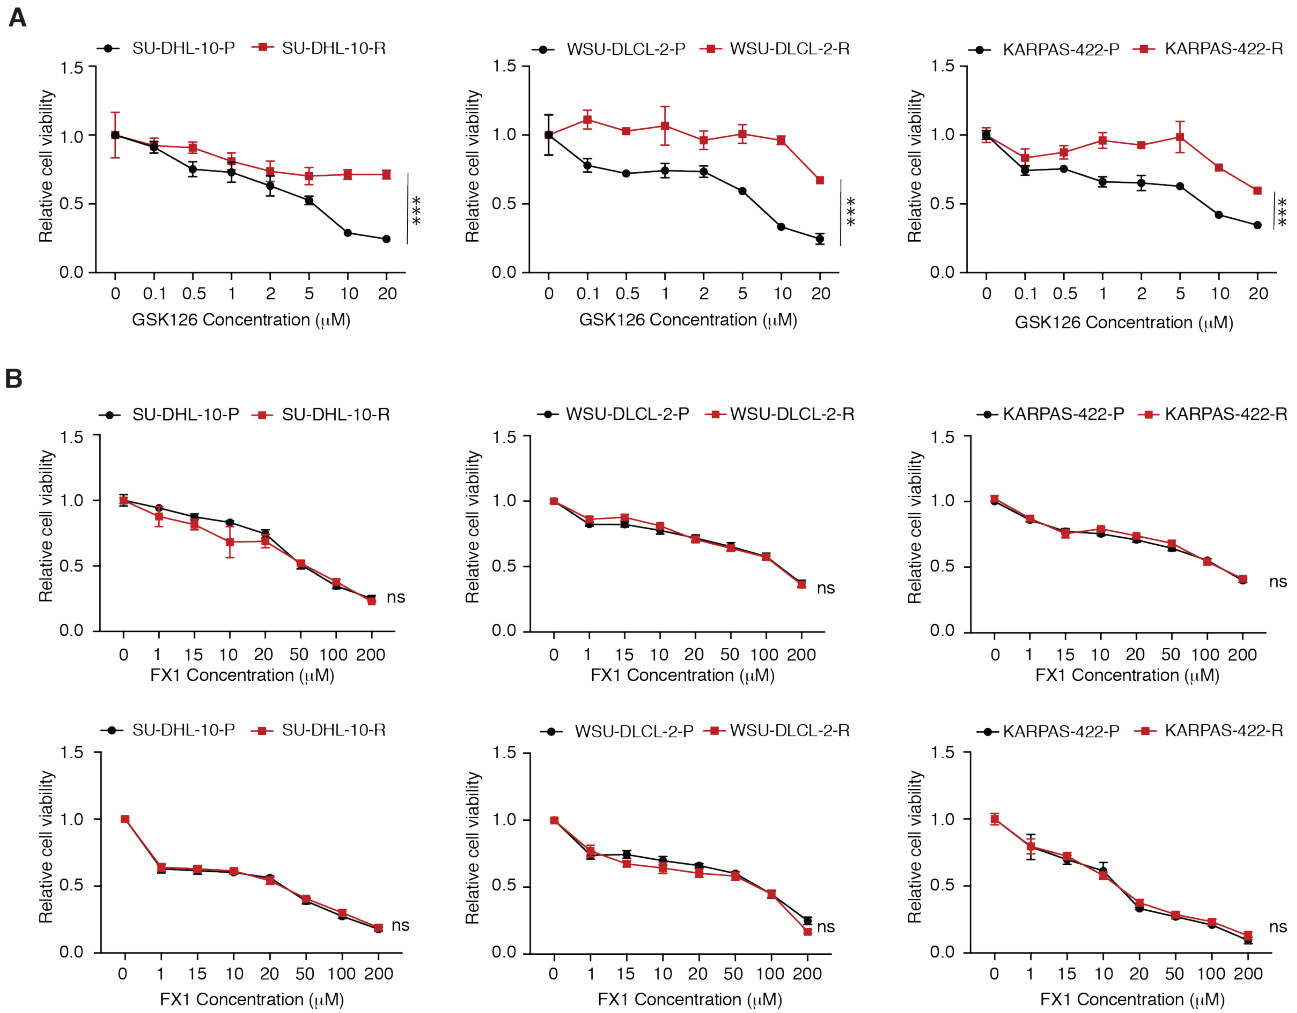 A
SU-DHL-10-P SU-DHL-10-R
1.5
1.0
0.5
0.0
Relative cell viability
0 0.1 0.5 1 2 5 10 20
GSK126 Concentration (μM)
***
WSU-DLCL-2-P WSU-DLCL-2-R
1.5
1.0
0.5
0.0
Relative cell viability
0 0.1 0.5 1 2 5 10 20
GSK126 Concentration (μM)
***
KARPAS-422-P KARPAS-422-R
1.5
1.0
0.5
0.0
Relative cell viability
0 0.1 0.5 1 2 5 10 20
GSK126 Concentration (μM)
***
B
SU-DHL-10-P SU-DHL-10-R
1.5
1.0
0.5
0.0
Relative cell viability
ns
0 1 15 10 20 50 100 200
FX1 Concentration (μM)
WSU-DLCL-2-P WSU-DLCL-2-R
1.5
1.0
0.5
0.0
Relative cell viability
ns
0 1 15 10 20 50 100 200
FX1 Concentration (μM)
KARPAS-422-P KARPAS-422-R
1.5
1.0
0.5
0.0
Relative cell viability
ns
0 1 15 10 20 50 100 200
FX1 Concentration (μM)
SU-DHL-10-P SU-DHL-10-R
1.5
1.0
0.5
0.0
Relative cell viability
ns
0 1 15 10 20 50 100 200
FX1 Concentration (μM)
WSU-DLCL-2-P WSU-DLCL-2-R
1.5
1.0
0.5
0.0
Relative cell viability
ns
0 1 15 10 20 50 100 200
FX1 Concentration (μM)
KARPAS-422-P KARPAS-422-R
1.5
1.0
0.5
0.0
Relative cell viability
ns
0 1 15 10 20 50 100 200
FX1 Concentration (μM)